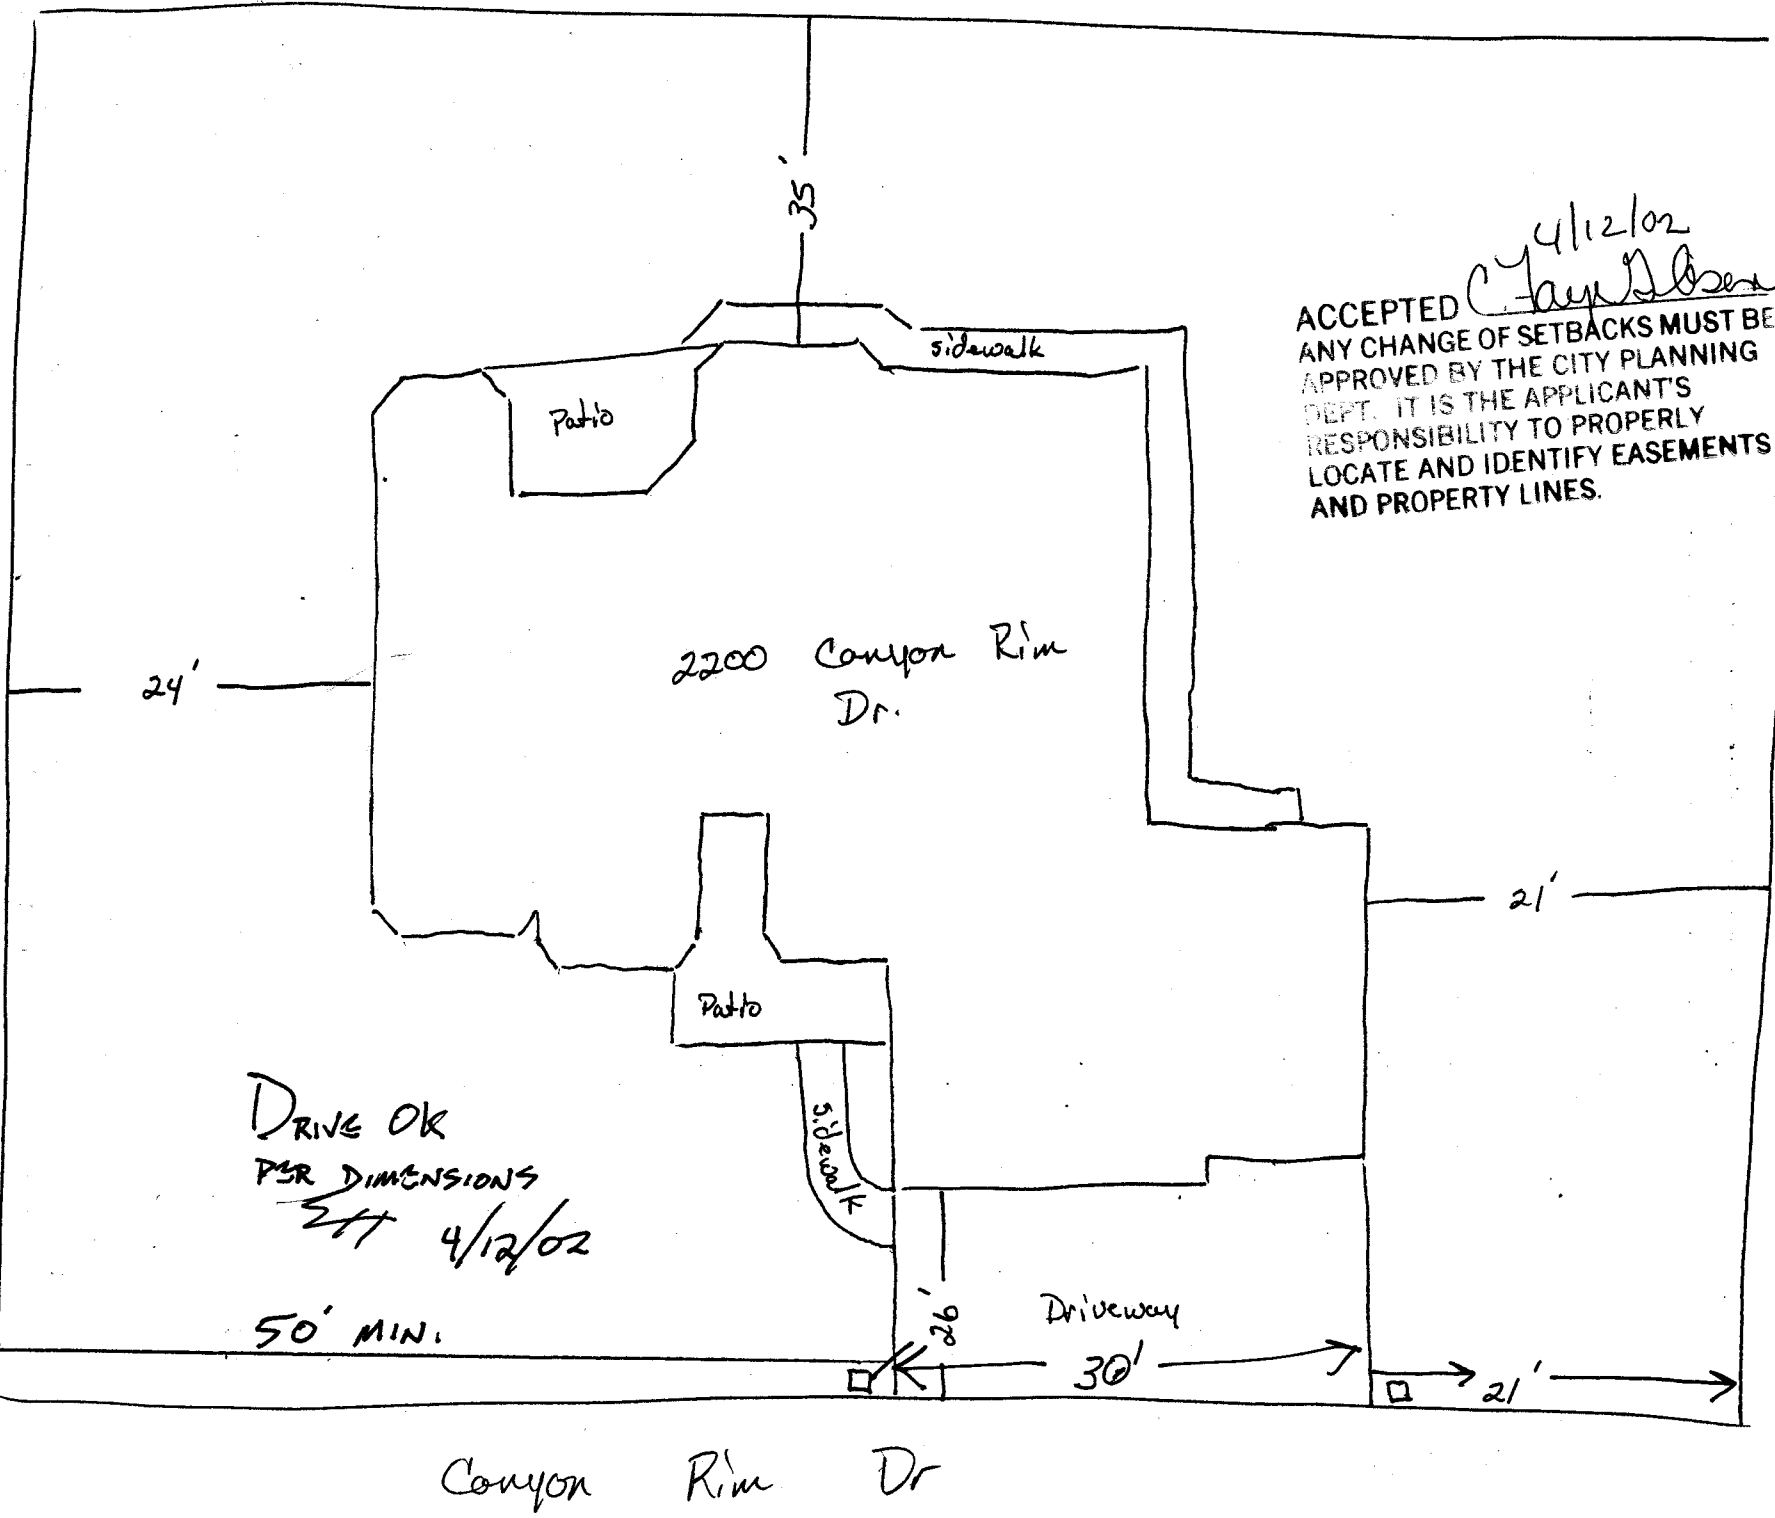 35'
4/12/02
ACCEPTED C. Faye Gibson
ANY CHANGE OF SETBACKS MUST BE
APPROVED BY THE CITY PLANNING
DEPT. IT IS THE APPLICANT'S
RESPONSIBILITY TO PROPERLY
LOCATE AND IDENTIFY EASEMENTS
AND PROPERTY LINES.
sidewalk
Patio
2200 Canyon Rim
Dr.
24'
21'
Patio
sidewalk
DRIVE OK
PER DIMENSIONS
4/12/02
50' MIN.
26'
Driveway
30'
21'
Canyon Rim Dr